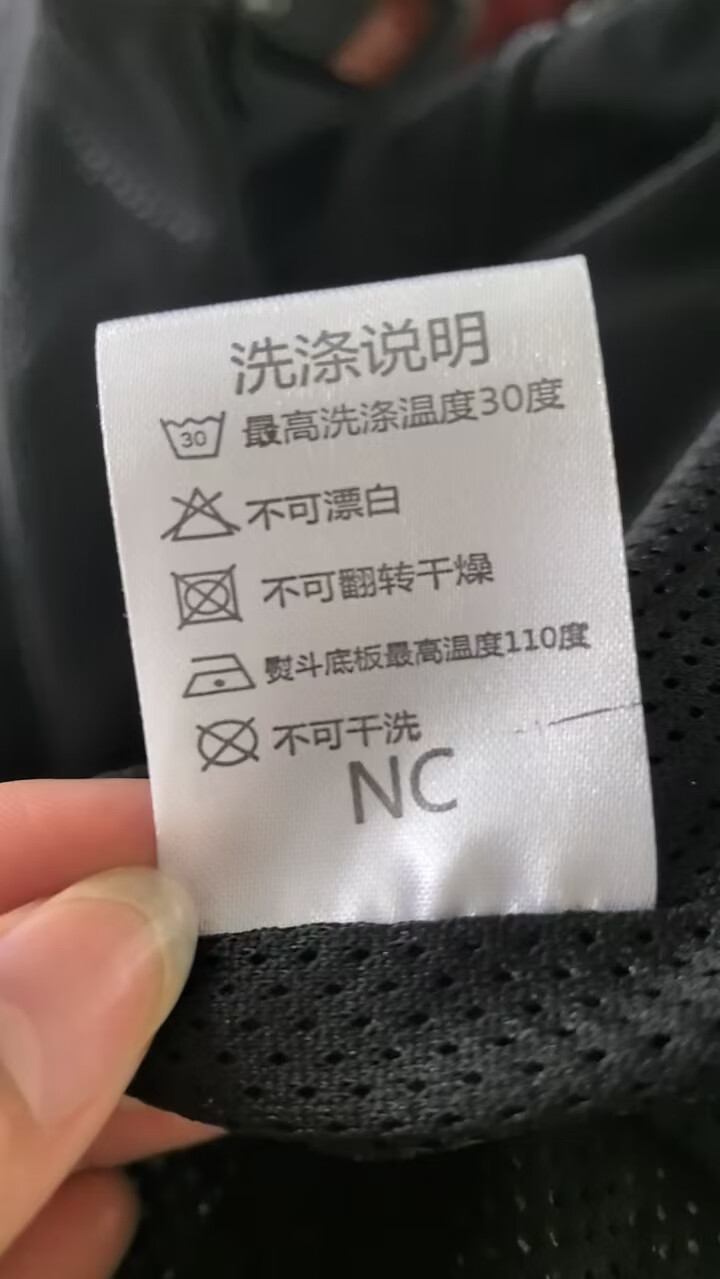 洗涤说明
30 最高洗涤温度30度
不可漂白
不可翻转干燥
熨斗底板最高温度110度
不可干洗
NC